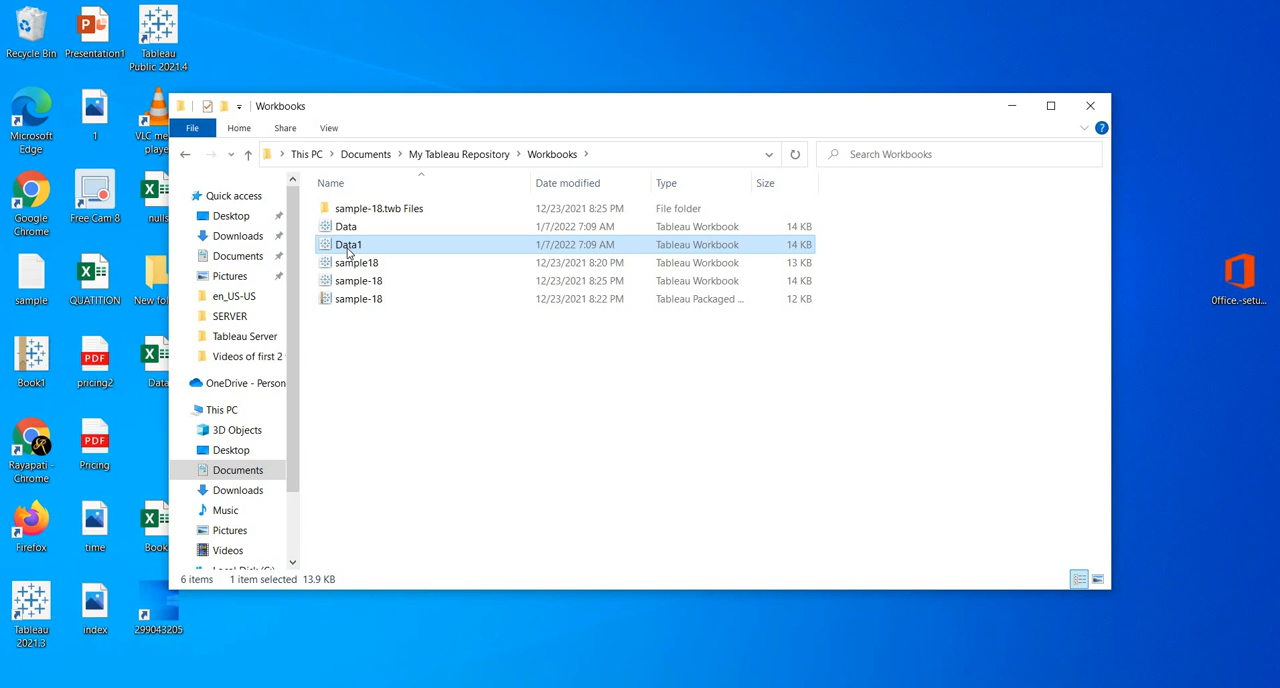 Recycle Bin
Presentation1
Tableau
Public 2021.4
Microsoft
Edge
1
VLC me
playe
Google
Chrome
Free Cam 8
nulls
sample
QUATITION
New fol
Book1
pricing2
Data
Rayapati -
Chrome
Pricing
Firefox
time
Book
Tableau
2021.3
index
299043205
Workbooks
File Home Share View
This PC > Documents > My Tableau Repository > Workbooks >
Search Workbooks
Quick access
Desktop
Downloads
Documents
Pictures
en_US-US
SERVER
Tableau Server
Videos of first 2
OneDrive - Person
This PC
3D Objects
Desktop
Documents
Downloads
Music
Pictures
Videos
Name Date modified Type Size
sample-18.twb Files 12/23/2021 8:25 PM File folder
Data 1/7/2022 7:09 AM Tableau Workbook 14 KB
Data1 1/7/2022 7:09 AM Tableau Workbook 14 KB
sample18 12/23/2021 8:20 PM Tableau Workbook 13 KB
sample-18 12/23/2021 8:25 PM Tableau Workbook 14 KB
sample-18 12/23/2021 8:22 PM Tableau Packaged ... 12 KB
6 items 1 item selected 13.9 KB
Office.-setu...